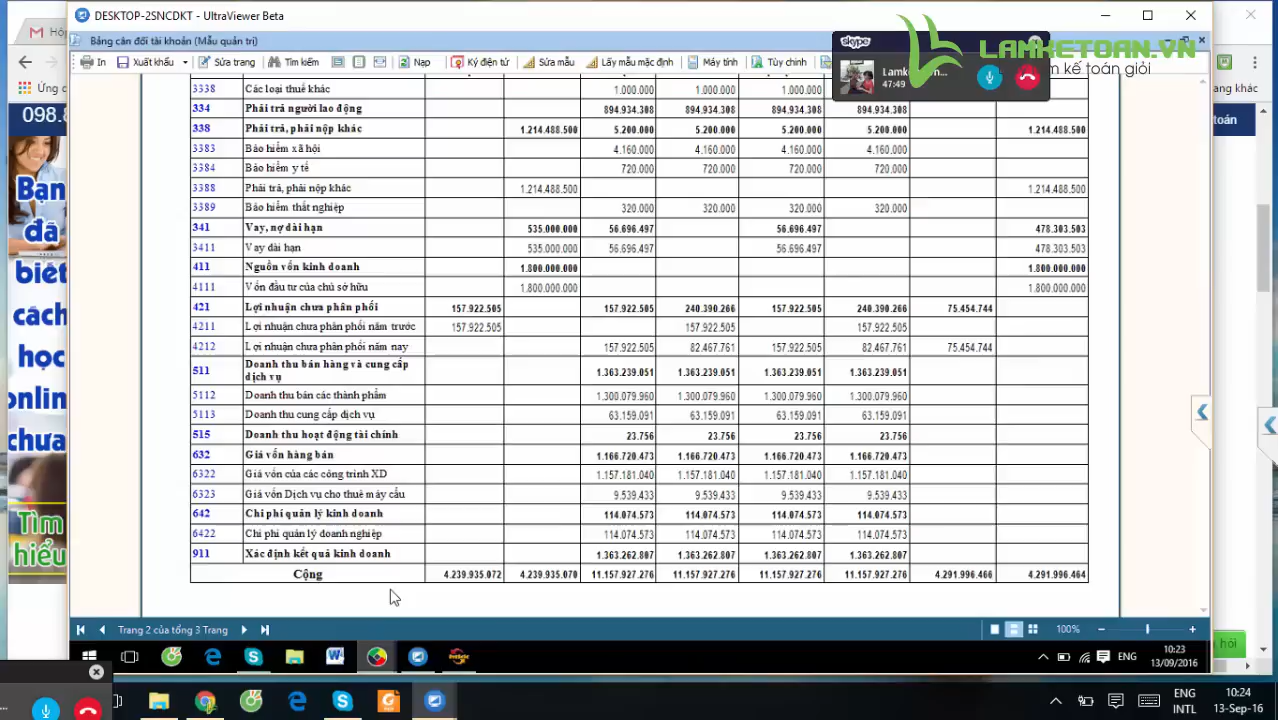 DESKTOP-2SNCDKT - UltraViewer Beta
Bảng cân đối tài khoản (Mẫu quản trị)
skype
LAMKETOAN.VN
m kế toán giỏi
In Xuất khẩu Sửa trang Tìm kiếm Nạp Ký điện tử Sửa mẫu Lấy mẫu mặc định Máy tính Tùy chỉnh
47:49
3338 Các loại thuế khác 1.000.000 1.000.000 1.000.000 1.000.000
334 Phải trả người lao động 894.934.308 894.934.308 894.934.308 894.934.308
338 Phải trả, phải nộp khác 1.214.488.500 5.200.000 5.200.000 5.200.000 5.200.000 1.214.488.500
3383 Bảo hiểm xã hội 4.160.000 4.160.000 4.160.000 4.160.000
3384 Bảo hiểm y tế 720.000 720.000 720.000 720.000
3388 Phải trả, phải nộp khác 1.214.488.500 1.214.488.500
3389 Bảo hiểm thất nghiệp 320.000 320.000 320.000 320.000
341 Vay, nợ dài hạn 535.000.000 56.696.497 56.696.497 478.303.503
3411 Vay dài hạn 535.000.000 56.696.497 56.696.497 478.303.503
411 Nguồn vốn kinh doanh 1.800.000.000 1.800.000.000
4111 Vốn đầu tư của chủ sở hữu 1.800.000.000 1.800.000.000
421 Lợi nhuận chưa phân phối 157.922.505 157.922.505 240.390.266 157.922.505 240.390.266 75.454.744
4211 Lợi nhuận chưa phân phối năm trước 157.922.505 157.922.505 157.922.505
4212 Lợi nhuận chưa phân phối năm nay 157.922.505 82.467.761 157.922.505 82.467.761 75.454.744
511 Doanh thu bán hàng và cung cấp dịch vụ 1.363.239.051 1.363.239.051 1.363.239.051 1.363.239.051
5112 Doanh thu bán các thành phẩm 1.300.079.960 1.300.079.960 1.300.079.960 1.300.079.960
5113 Doanh thu cung cấp dịch vụ 63.159.091 63.159.091 63.159.091 63.159.091
515 Doanh thu hoạt động tài chính 23.756 23.756 23.756 23.756
632 Giá vốn hàng bán 1.166.720.473 1.166.720.473 1.166.720.473 1.166.720.473
6322 Giá vốn của các công trình XD 1.157.181.040 1.157.181.040 1.157.181.040 1.157.181.040
6323 Giá vốn Dịch vụ cho thuê máy cẩu 9.539.433 9.539.433 9.539.433 9.539.433
642 Chi phí quản lý kinh doanh 114.074.573 114.074.573 114.074.573 114.074.573
6422 Chi phí quản lý doanh nghiệp 114.074.573 114.074.573 114.074.573 114.074.573
911 Xác định kết quả kinh doanh 1.363.262.807 1.363.262.807 1.363.262.807 1.363.262.807
Cộng 4.239.935.072 4.239.935.070 11.157.927.276 11.157.927.276 11.157.927.276 11.157.927.276 4.291.996.466 4.291.996.464
Trang 2 của tổng 3 Trang
100%
098.8
Bạn
đã
biết
cách
học
online
chưa
Tìm
hiểu
ENG
10:23
13/09/2016
ENG
INTL
10:24
13-Sep-16